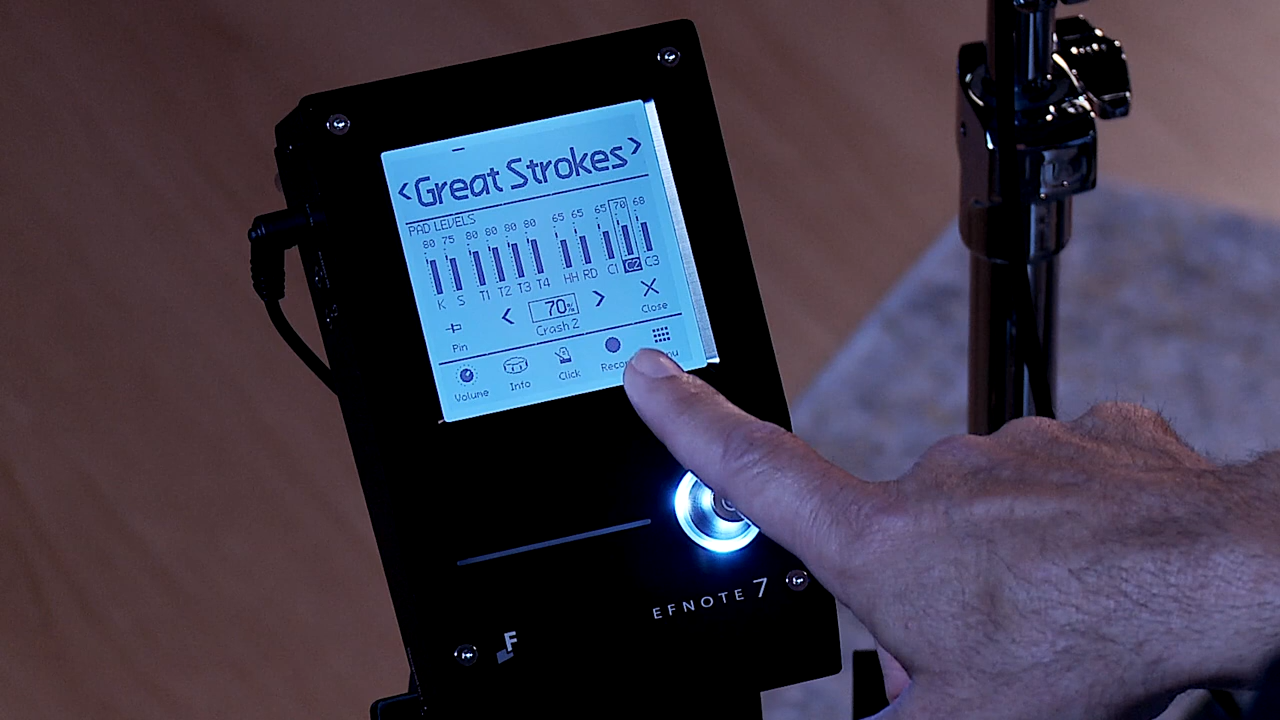 <Great Strokes>
PAD LEVELS
80 75 80 80 80 80 65 65 65 70 68
K S T1 T2 T3 T4 HH RD C1 C2 C3
< 70% >
Pin Crash 2 Close
Volume Info Click
EFNOTE 7
F